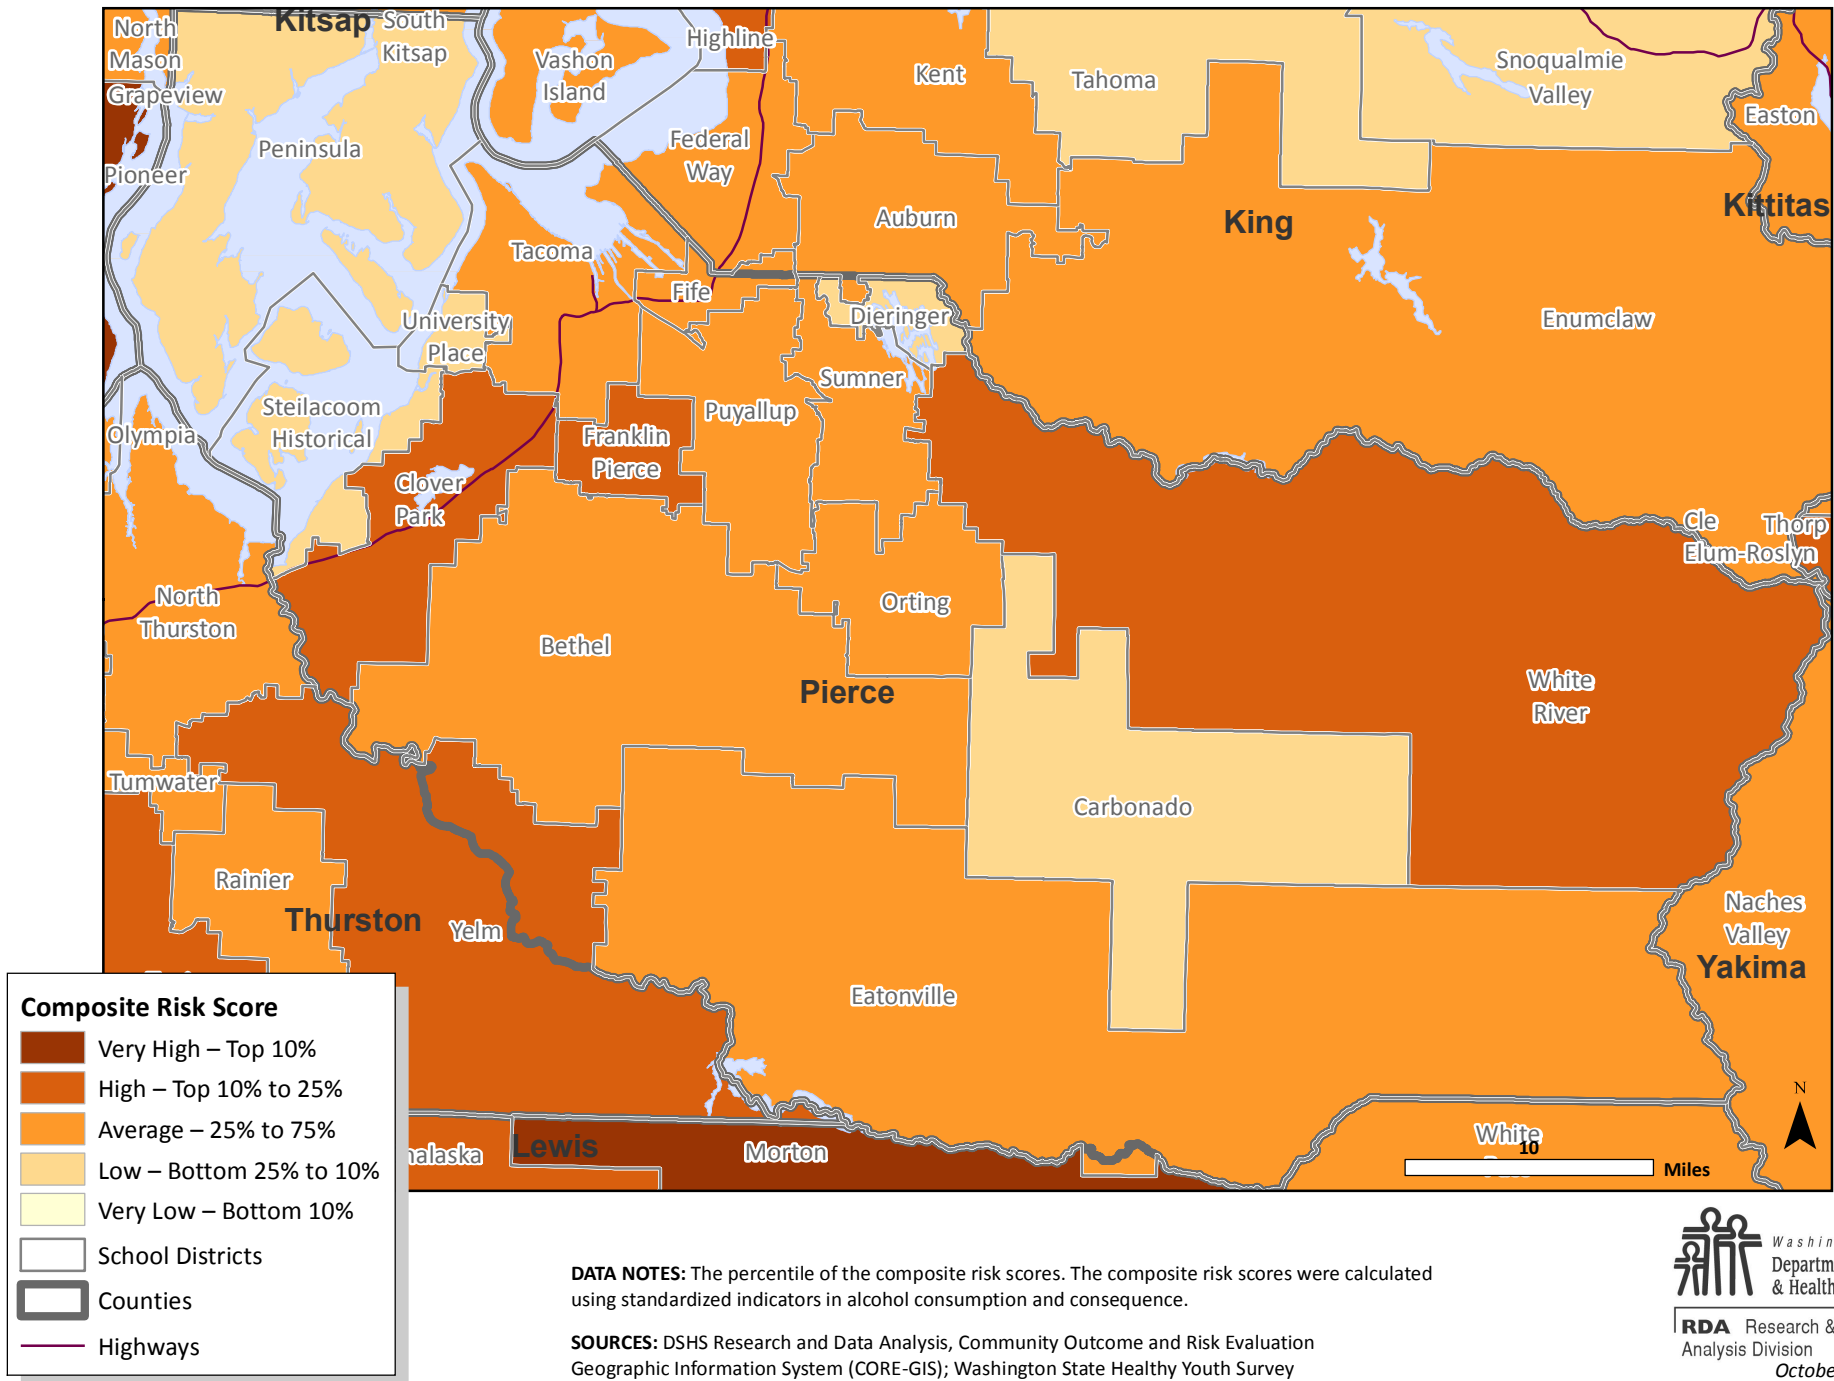 Kitsap
South
Kitsap
North
Mason
Grapeview
Pioneer
Peninsula
Vashon
Island
Highline
Federal
Way
Kent
Tahoma
Snoqualmie
Valley
Easton
Kittitas
King
Auburn
Tacoma
Fife
University
Place
Dieringer
Enumclaw
Sumner
Puyallup
Steilacoom
Historical
Olympia
Franklin
Pierce
Clover
Park
Cle
Elum-Roslyn
Thorp
North
Thurston
Orting
Bethel
Pierce
White
River
Tumwater
Carbonado
Rainier
Thurston
Yelm
Naches
Valley
Yakima
Eatonville
Lewis
Morton
White
10
Miles
N
Composite Risk Score
Very High – Top 10%
High – Top 10% to 25%
Average – 25% to 75%
Low – Bottom 25% to 10%
Very Low – Bottom 10%
School Districts
Counties
Highways
DATA NOTES: The percentile of the composite risk scores. The composite risk scores were calculated
using standardized indicators in alcohol consumption and consequence.
SOURCES: DSHS Research and Data Analysis, Community Outcome and Risk Evaluation
Geographic Information System (CORE-GIS); Washington State Healthy Youth Survey
Washin
Departm
& Health
RDA Research &
Analysis Division
Octobe